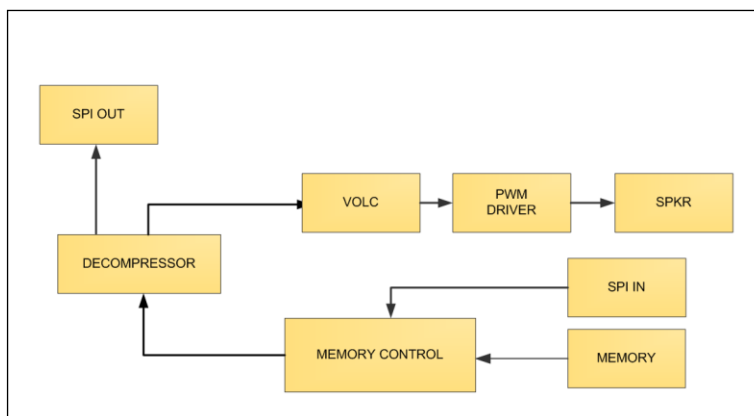 SPI OUT
VOLC
PWM
DRIVER
SPKR
DECOMPRESSOR
SPI IN
MEMORY CONTROL
MEMORY